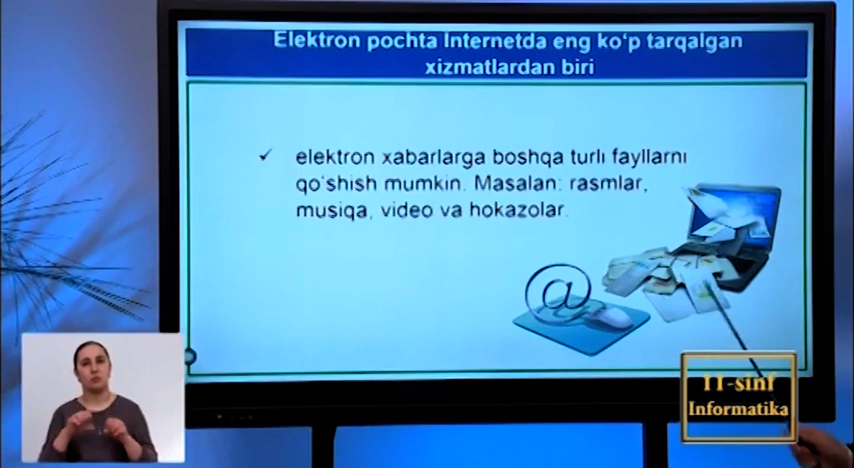 Elektron pochta Internetda eng ko‘p tarqalgan
xizmatlardan biri
✓ elektron xabarlarga boshqa turli fayllarni
qo‘shish mumkin. Masalan: rasmlar,
musiqa, video va hokazolar.
@
11-sinf
Informatika